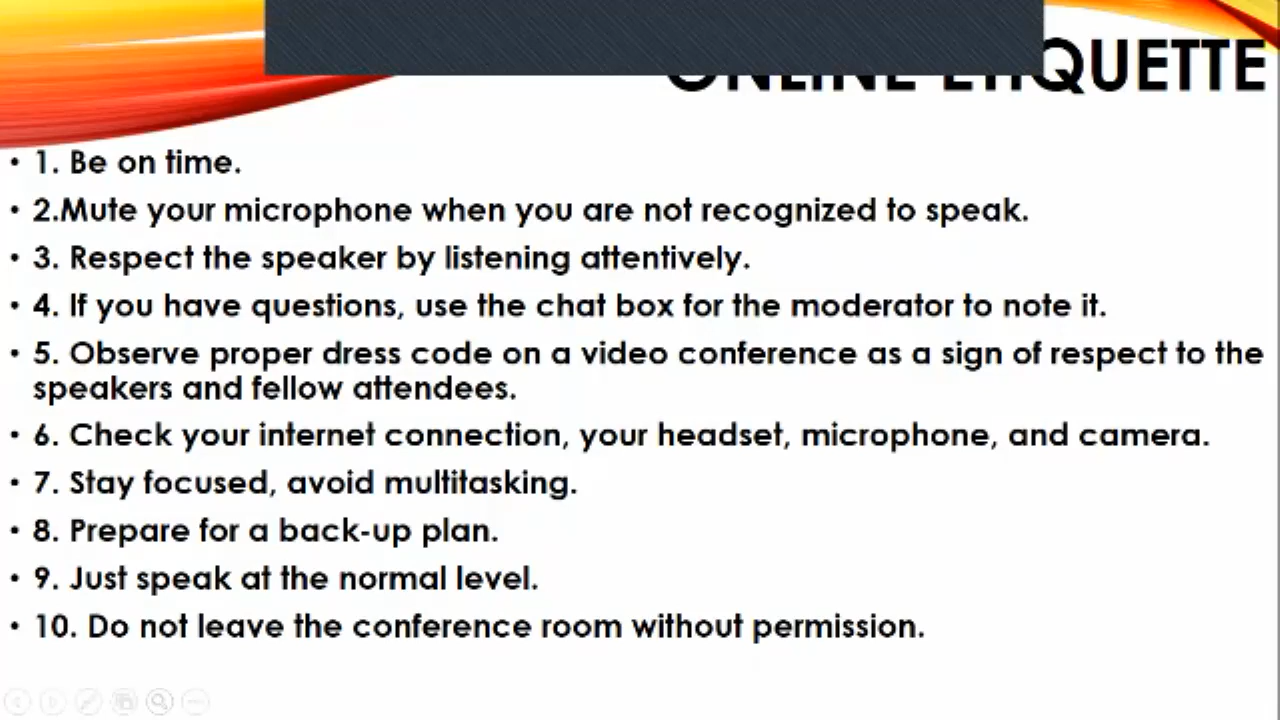 ONLINE ETIQUETTE
• 1. Be on time.
• 2.Mute your microphone when you are not recognized to speak.
• 3. Respect the speaker by listening attentively.
• 4. If you have questions, use the chat box for the moderator to note it.
• 5. Observe proper dress code on a video conference as a sign of respect to the
speakers and fellow attendees.
• 6. Check your internet connection, your headset, microphone, and camera.
• 7. Stay focused, avoid multitasking.
• 8. Prepare for a back-up plan.
• 9. Just speak at the normal level.
• 10. Do not leave the conference room without permission.